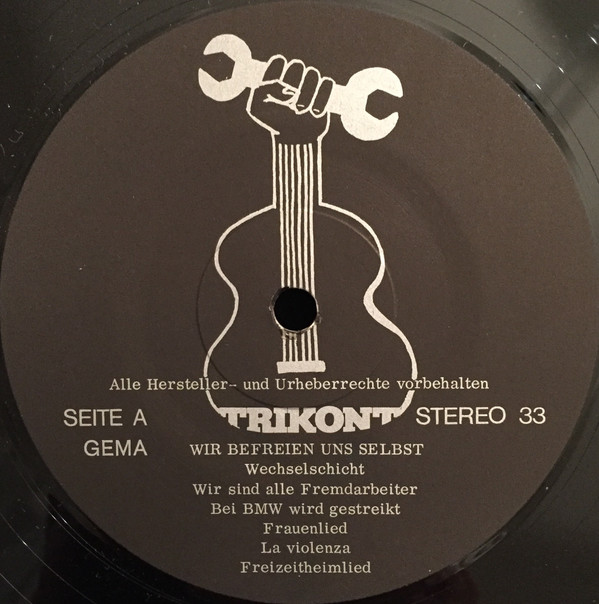 Alle Hersteller- und Urheberrechte vorbehalten
SEITE A
TRIKONT
STEREO 33
GEMA
WIR BEFREIEN UNS SELBST
Wechselschicht
Wir sind alle Fremdarbeiter
Bei BMW wird gestreikt
Frauenlied
La violenza
Freizeitheimlied